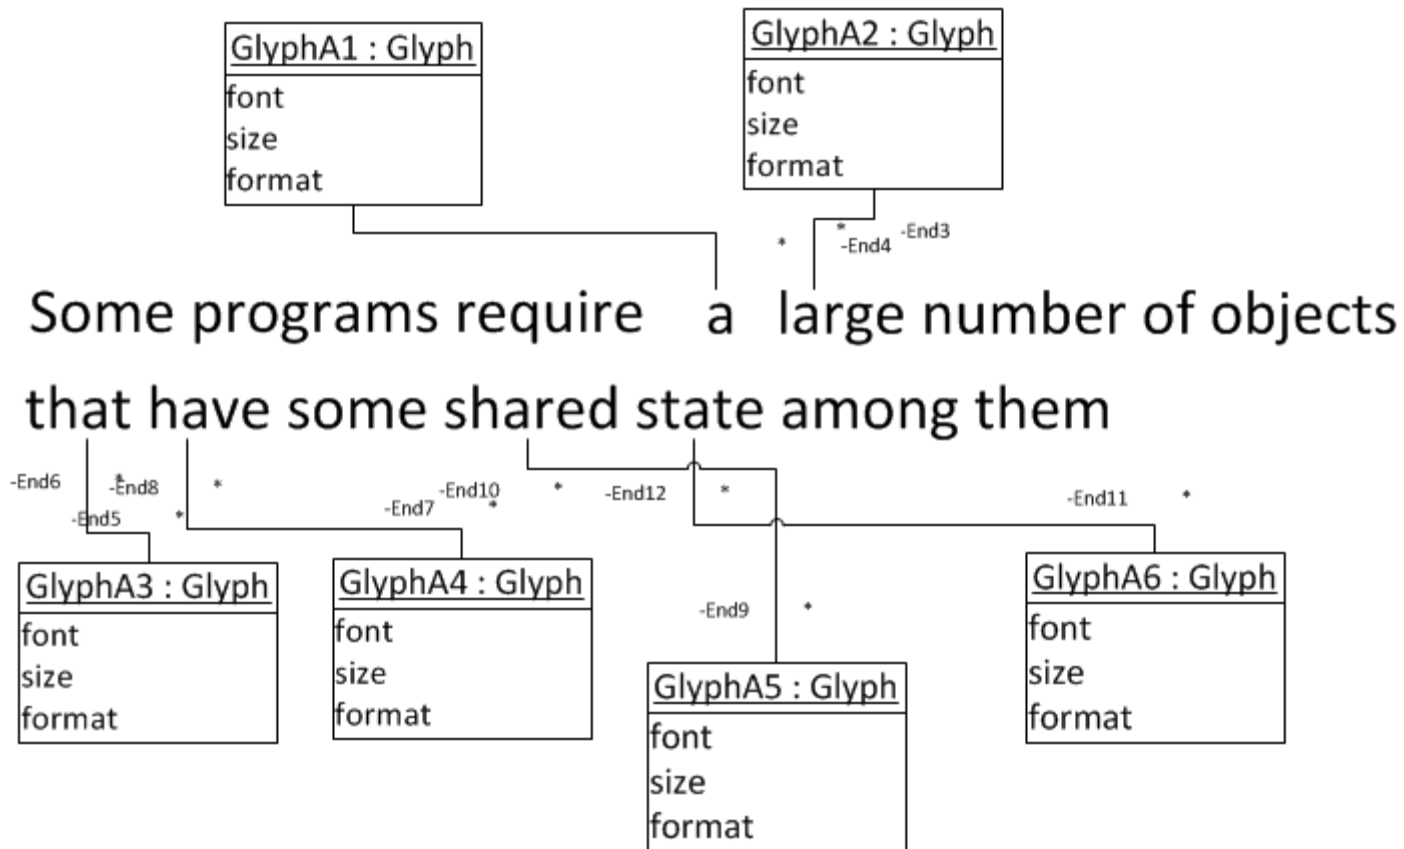 GlyphA1 : Glyph
font
size
format
GlyphA2 : Glyph
font
size
format
* * -End4 -End3
Some programs require a large number of objects
that have some shared state among them
-End6 * -End8 * -End10 * -End12 * -End11 *
-End5 * -End7 *
GlyphA3 : Glyph
font
size
format
GlyphA4 : Glyph
font
size
format
-End9 *
GlyphA5 : Glyph
font
size
format
GlyphA6 : Glyph
font
size
format